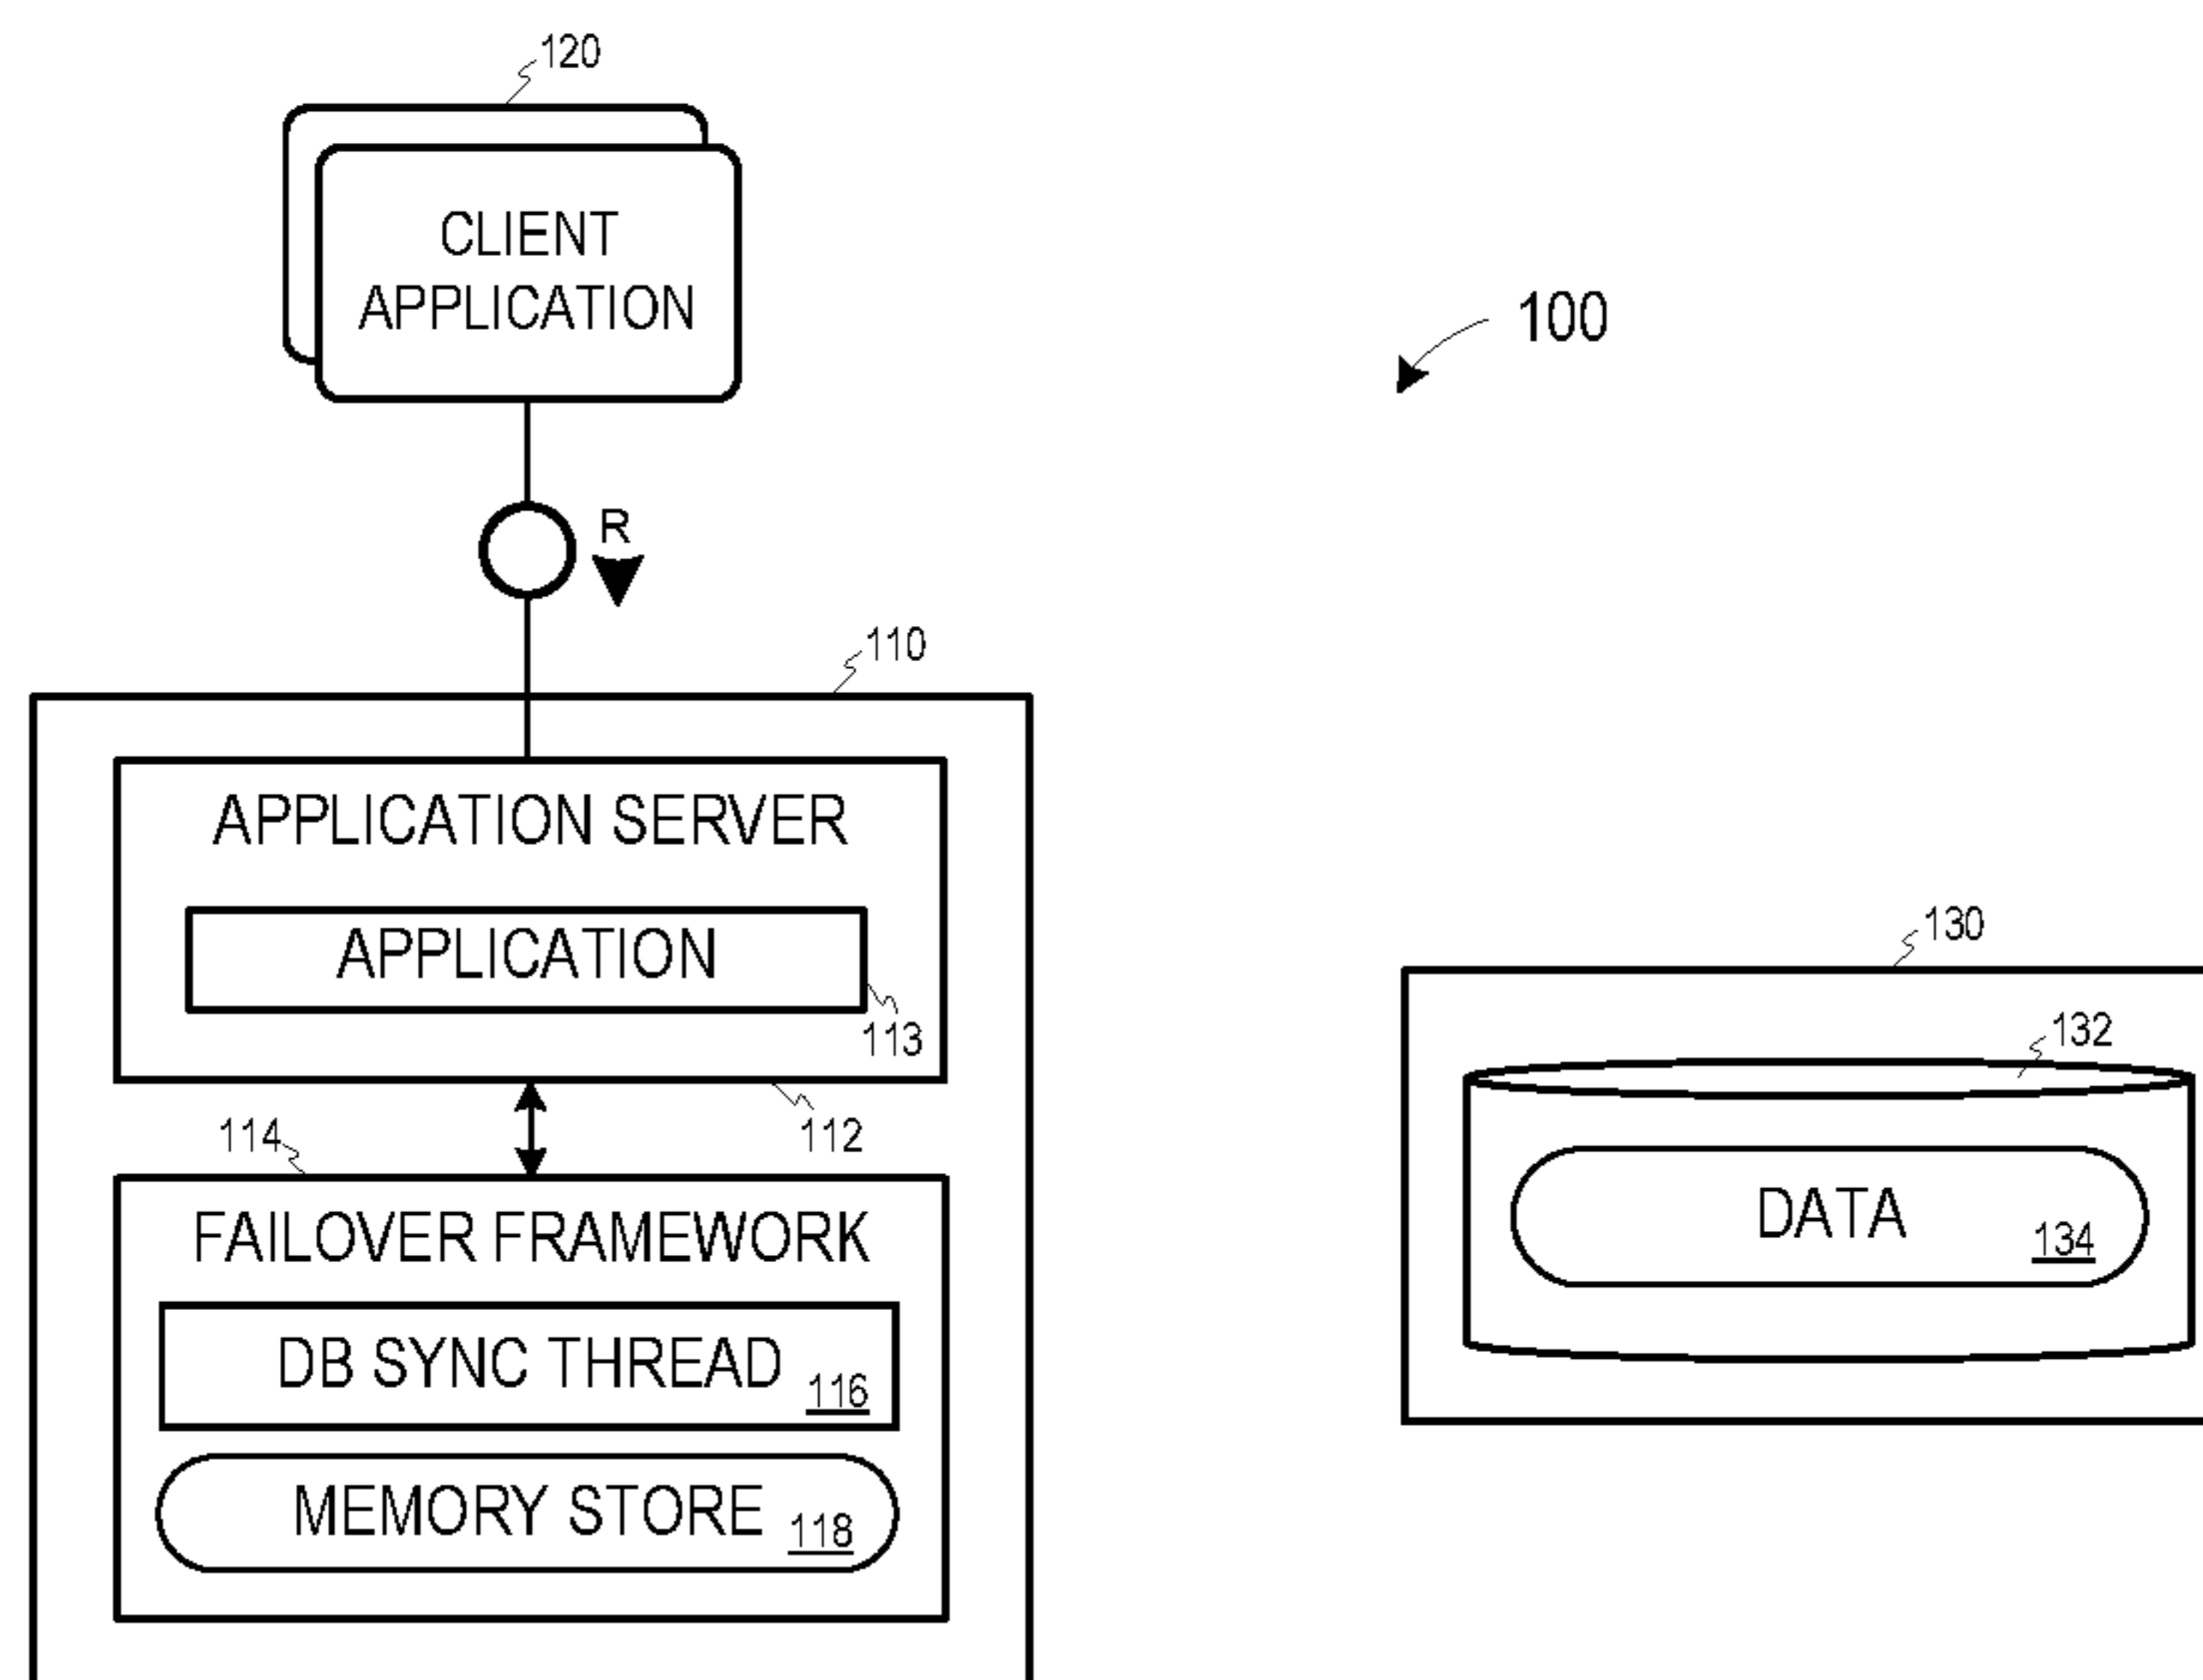 120
CLIENT
APPLICATION
100
R
110
APPLICATION SERVER
APPLICATION
113
112
114
FAILOVER FRAMEWORK
DB SYNC THREAD 116
MEMORY STORE 118
130
132
DATA 134